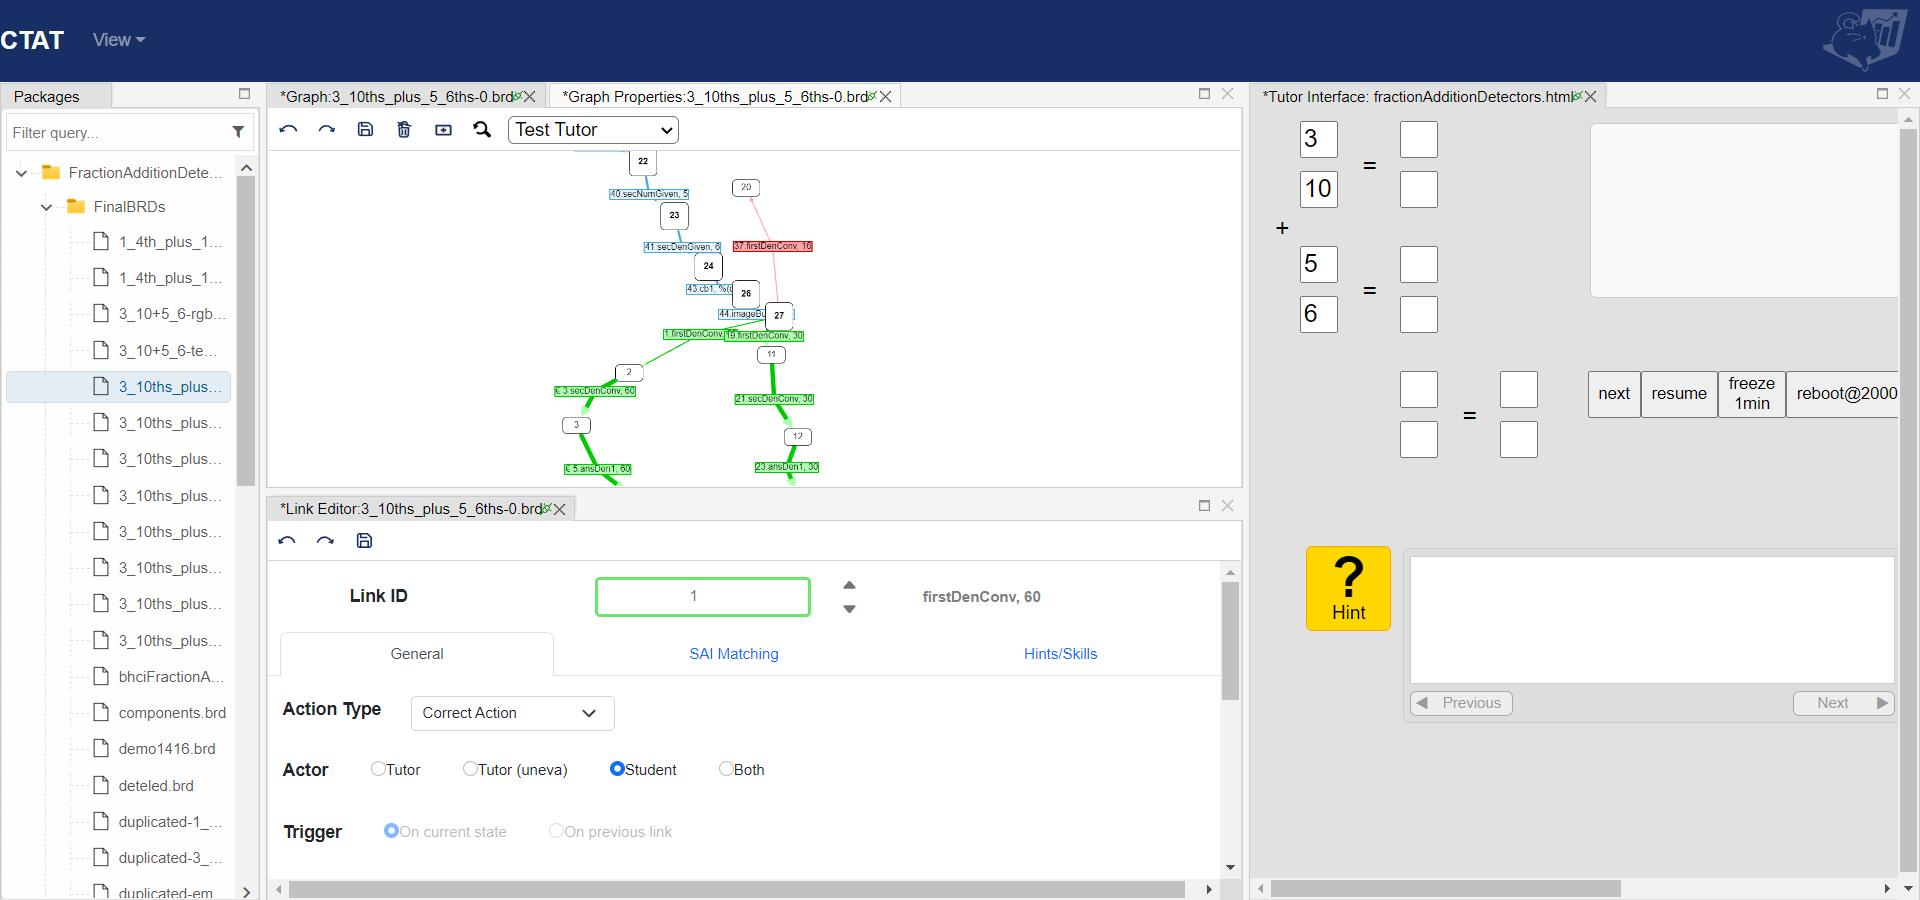 CTAT View
Packages
Filter query...
FractionAdditionDete...
FinalBRDs
1_4th_plus_1...
1_4th_plus_1...
3_10+5_6-rgb...
3_10+5_6-te...
3_10ths_plus...
3_10ths_plus...
3_10ths_plus...
3_10ths_plus...
3_10ths_plus...
3_10ths_plus...
3_10ths_plus...
3_10ths_plus...
bhciFractionA...
components.brd
demo1416.brd
deteled.brd
duplicated-1_...
duplicated-3_...
duplicated-em
*Graph:3_10ths_plus_5_6ths-0.brd
*Graph Properties:3_10ths_plus_5_6ths-0.brd
Test Tutor
22
40.secNumGiven, 5
20
23
41.secDenGiven, 6
37.firstDenConv, 16
24
43.cb1, %(
26
44.imageBu
27
1.firstDenConv,
19.firstDenConv, 30
11
2
3.secDenConv, 60
21.secDenConv, 30
3
12
5.ansDen1, 60
23.ansDen1, 30
*Link Editor:3_10ths_plus_5_6ths-0.brd
Link ID
1
firstDenConv, 60
General
SAI Matching
Hints/Skills
Action Type
Correct Action
Actor
Tutor
Tutor (uneva)
Student
Both
Trigger
On current state
On previous link
*Tutor Interface: fractionAdditionDetectors.html
3
=
10
+
5
=
6
=
next
resume
freeze
1min
reboot@2000
?
Hint
Previous
Next